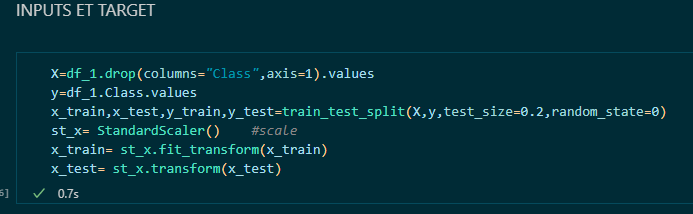 INPUTS ET TARGET
X=df_1.drop(columns="Class",axis=1).values
y=df_1.Class.values
x_train,x_test,y_train,y_test=train_test_split(X,y,test_size=0.2,random_state=0)
st_x= StandardScaler()    #scale
x_train= st_x.fit_transform(x_train)
x_test= st_x.transform(x_test)
6] ✓ 0.7s